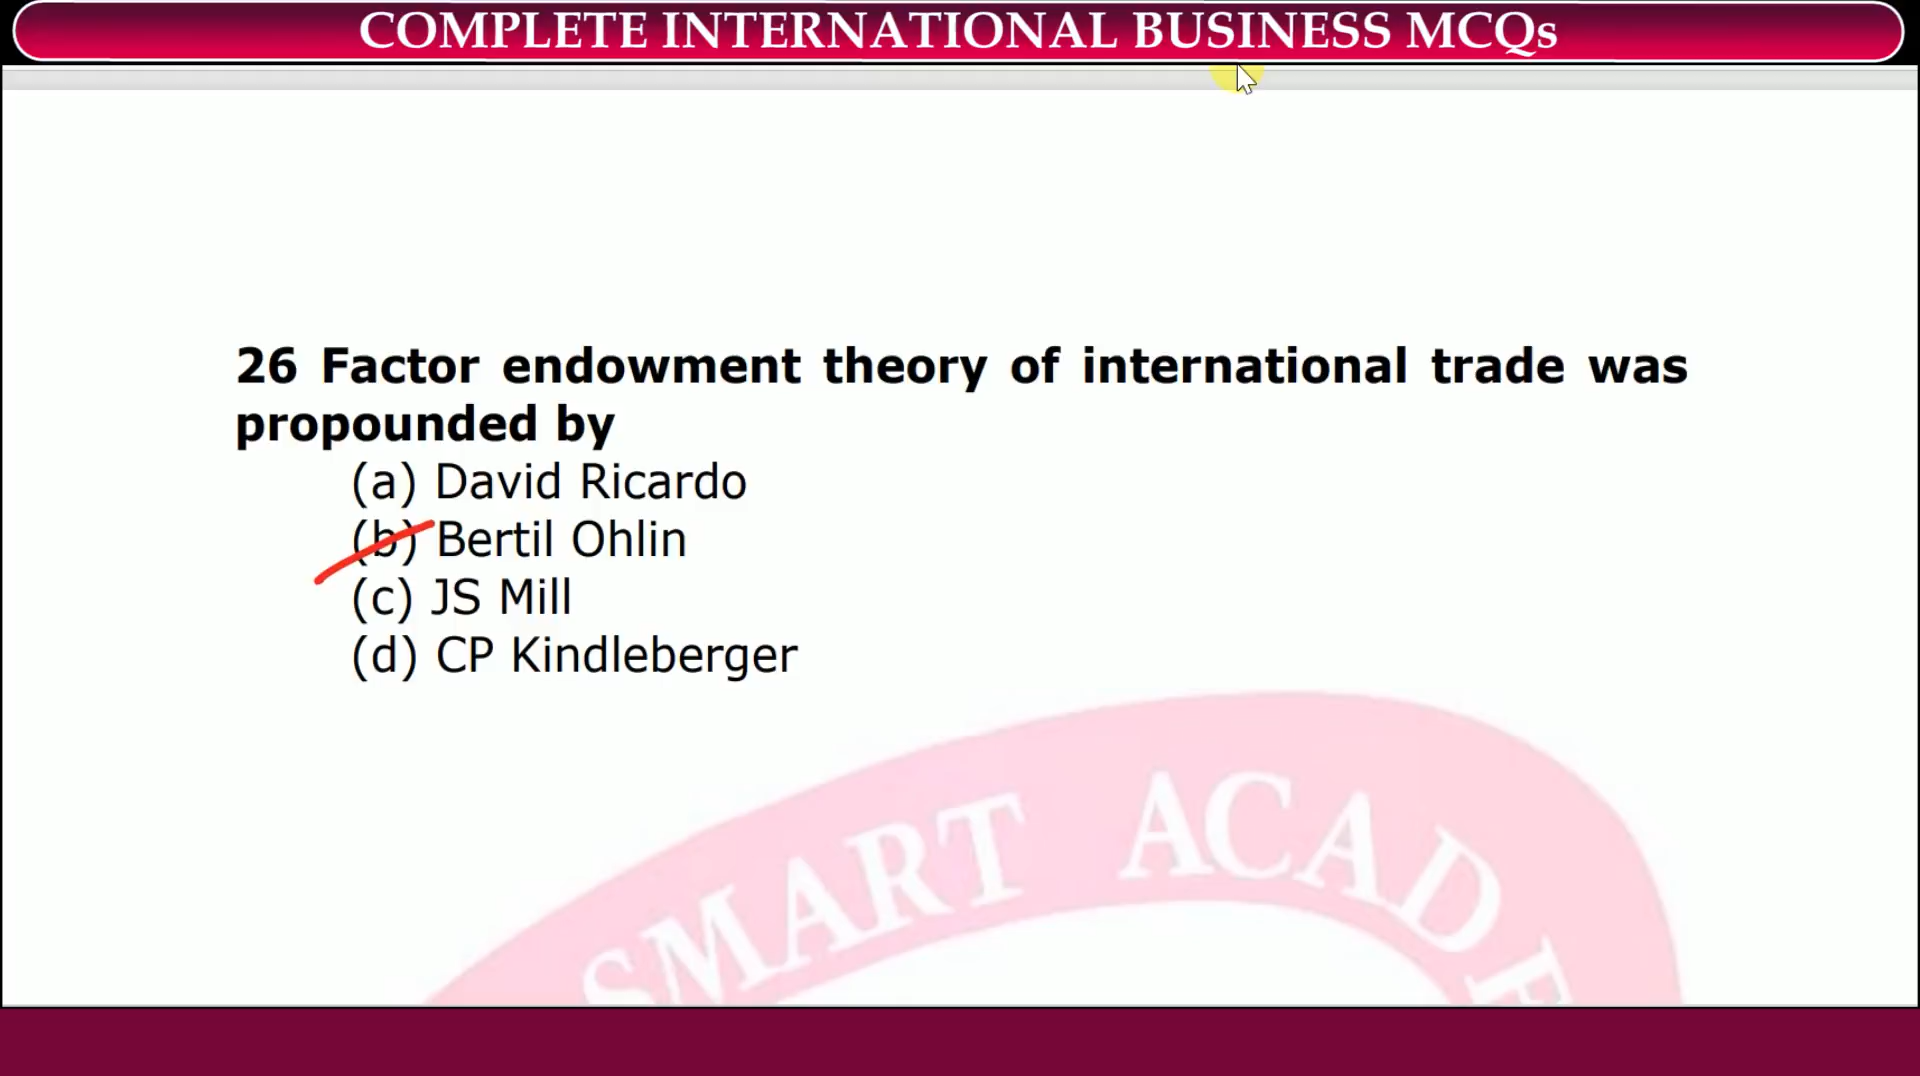 COMPLETE INTERNATIONAL BUSINESS MCQs
26 Factor endowment theory of international trade was
propounded by
(a) David Ricardo
(b) Bertil Ohlin
(c) JS Mill
(d) CP Kindleberger
SMART ACADE